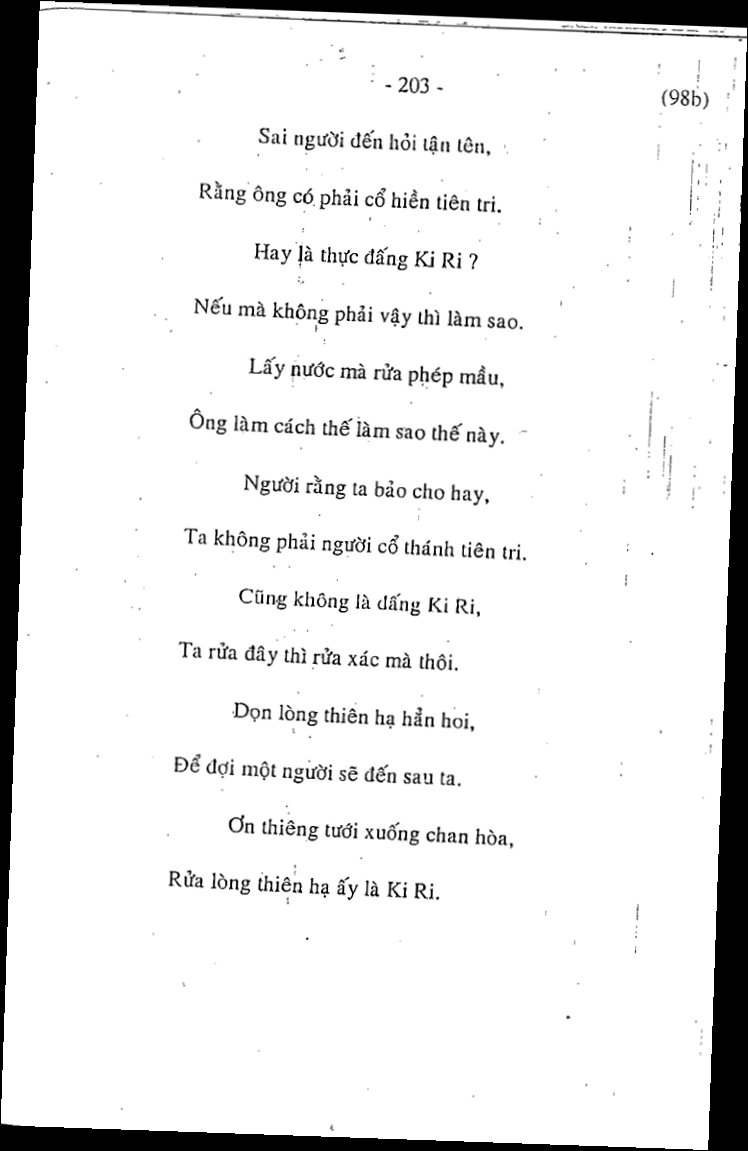 - 203 -
(98b)
Sai người đến hỏi tận tên,
Rằng ông có phải cổ hiền tiên tri.
Hay là thực đấng Ki Ri ?
Nếu mà không phải vậy thì làm sao.
Lấy nước mà rửa phép mầu,
Ông làm cách thế làm sao thế này.
Người rằng ta bảo cho hay,
Ta không phải người cổ thánh tiên tri.
Cũng không là đấng Ki Ri,
Ta rửa đây thì rửa xác mà thôi.
Dọn lòng thiên hạ hẳn hoi,
Để đợi một người sẽ đến sau ta.
Ơn thiêng tưới xuống chan hòa,
Rửa lòng thiên hạ ấy là Ki Ri.